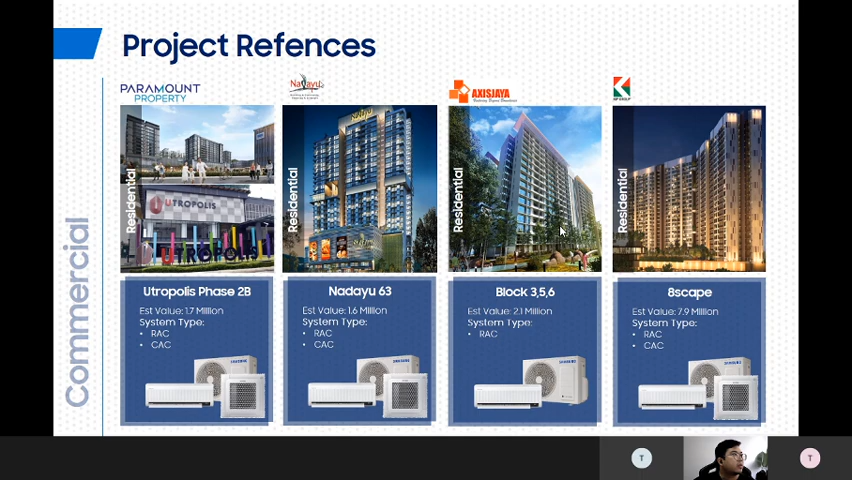 Project Refences
PARAMOUNT
PROPERTY
Nadayu
AXISJAYA
Commercial
Residential
UTROPOLIS
UTROPOLIS
Residential
Residential
Residential
Utropolis Phase 2B
Est Value: 1.7 Million
System Type:
• RAC
• CAC
SAMSUNG
Nadayu 63
Est Value: 1.6 Million
System Type:
• RAC
• CAC
SAMSUNG
Block 3,5,6
Est Value: 2.1 Million
System Type:
• RAC
SAMSUNG
8scape
Est Value: 7.9 Million
System Type:
• RAC
• CAC
SAMSUNG
T
T